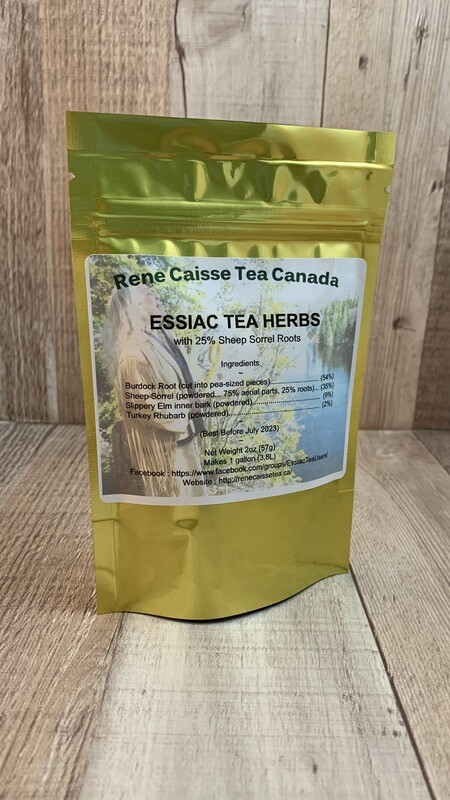 Rene Caisse Tea Canada
ESSIAC TEA HERBS
with 25% Sheep Sorrel Roots
Ingredients
~
Burdock Root (cut into pea-sized pieces)....................(54%)
Sheep Sorrel (powdered... 75% aerial parts, 25% roots)... (35%)
Slippery Elm inner bark (powdered)..............................(9%)
Turkey Rhubarb (powdered).......................................(2%)
(Best Before July 2023)
~
Net Weight 2oz (57g)
Makes 1 gallon (3.8L)
Facebook : https://www.facebook.com/groups/EssiacTeaUsers/
Website : http://renecaissetea.ca/